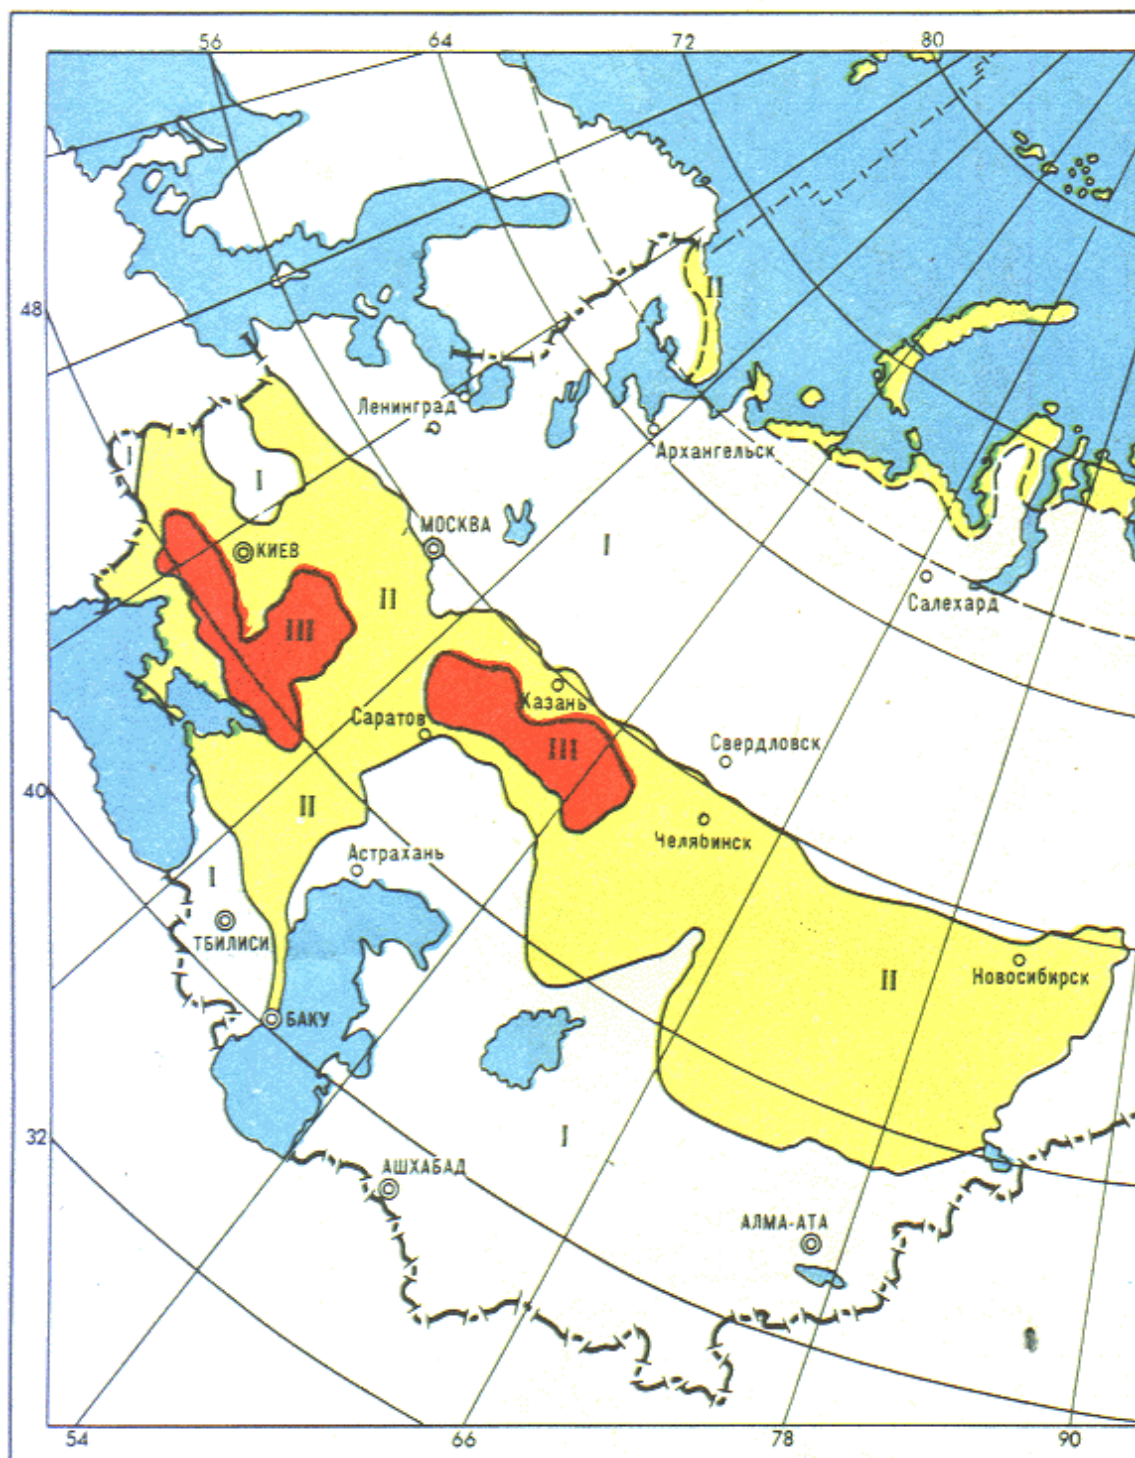 56 64 72 80
48
II
Ленинград
Архангельск
I
I
МОСКВА
КИЕВ
I
Салехард
II
III
Казань
Саратов
Свердловск
III
40
II
Челябинск
Астрахань
I
ТБИЛИСИ
II
Новосибирск
БАКУ
32
I
АШХАБАД
АЛМА-АТА
54 66 78 90